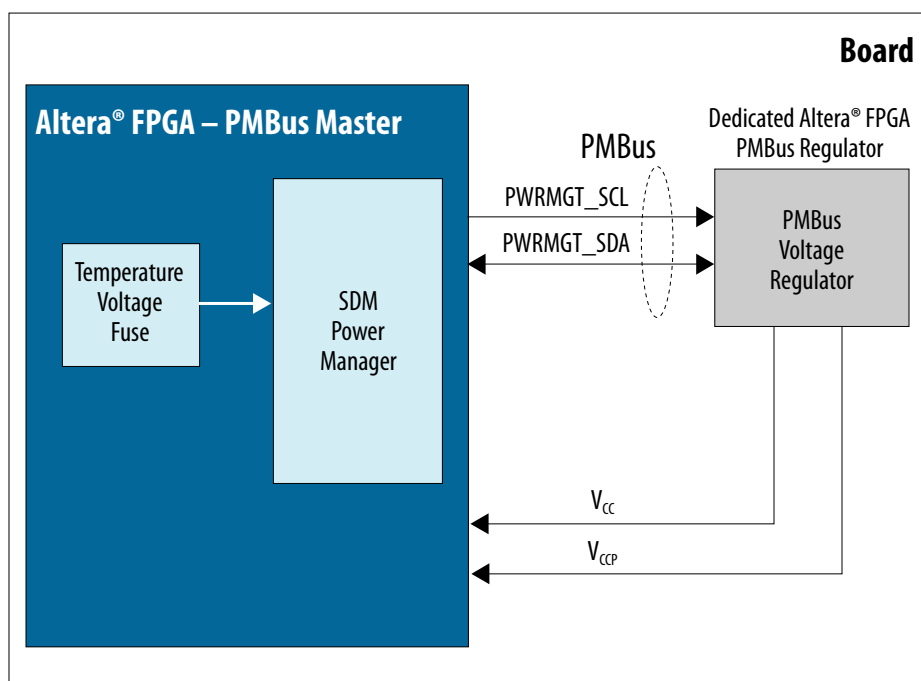 Board
Altera® FPGA – PMBus Master
Dedicated Altera® FPGA
PMBus Regulator
PMBus
PWRMGT_SCL
PWRMGT_SDA
PMBus
Voltage
Regulator
Temperature
Voltage
Fuse
SDM
Power
Manager
VCC
VCCP